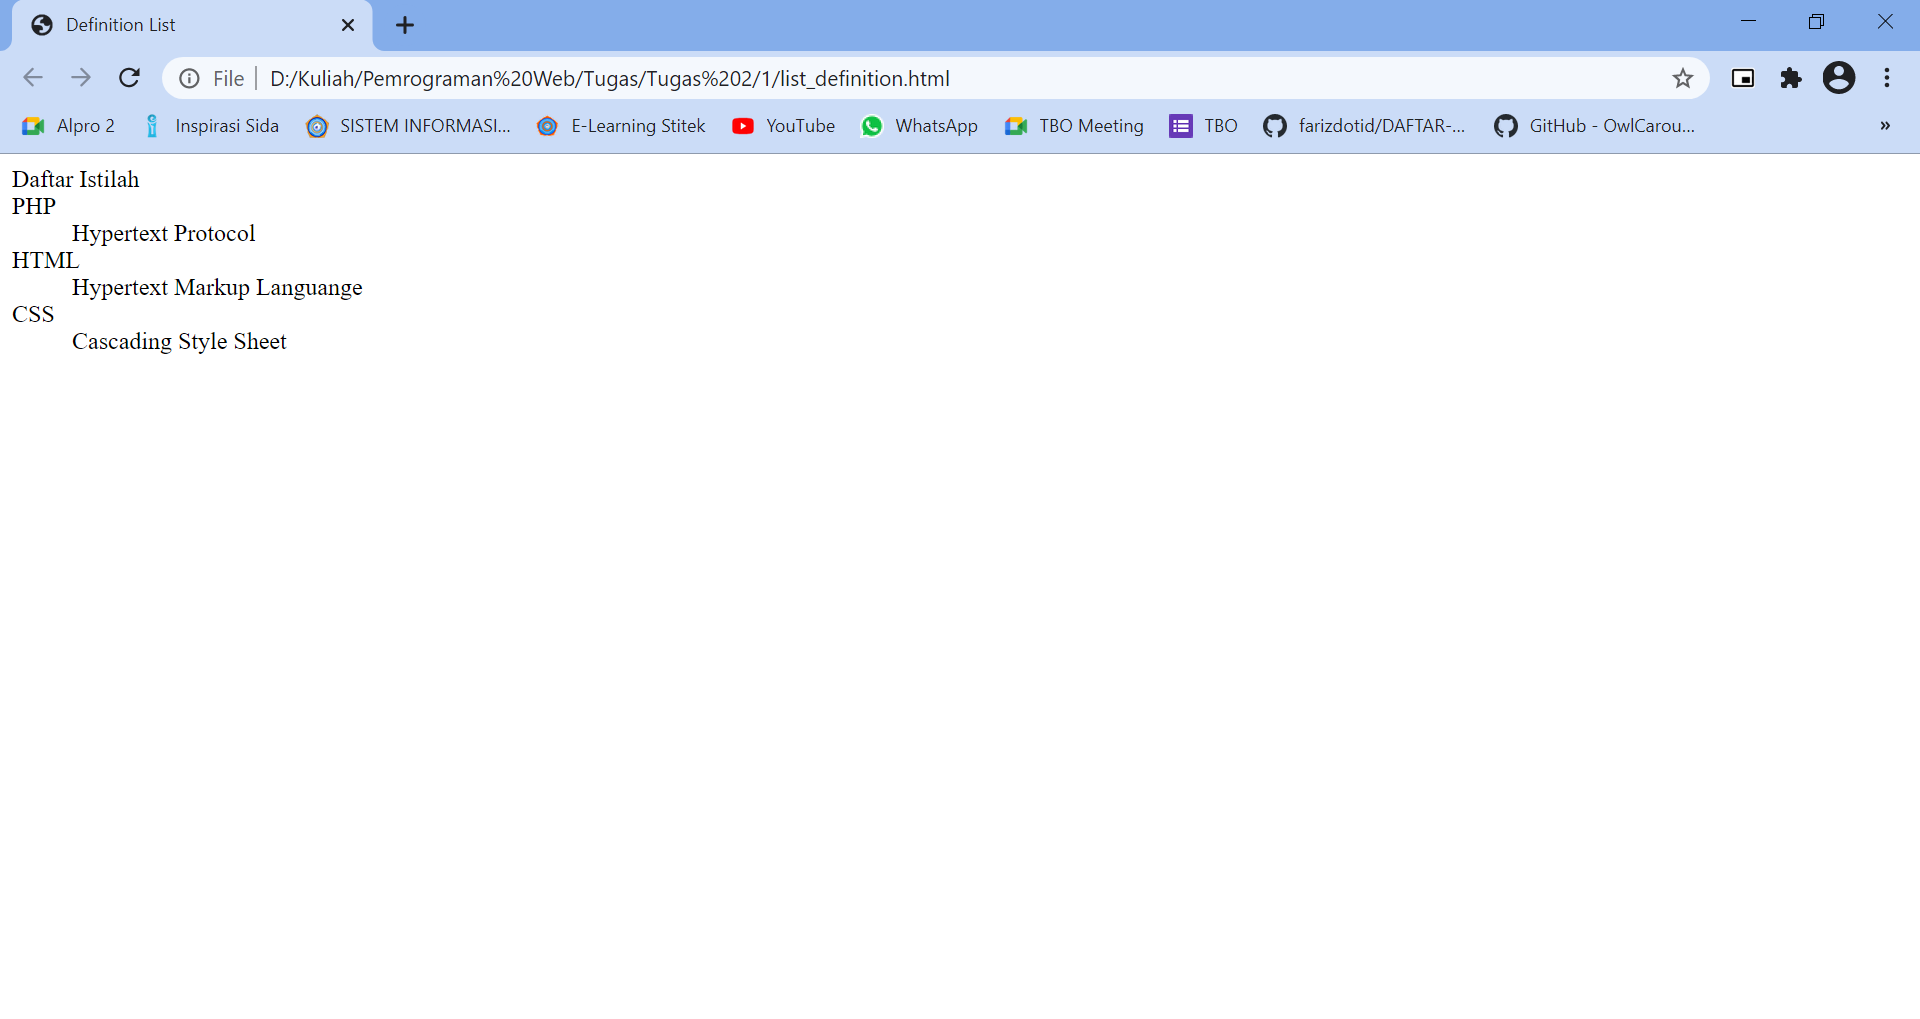 Definition List
File D:/Kuliah/Pemrograman%20Web/Tugas/Tugas%202/1/list_definition.html
Alpro 2 Inspirasi Sida SISTEM INFORMASI... E-Learning Stitek YouTube WhatsApp TBO Meeting TBO farizdotid/DAFTAR-... GitHub - OwlCarou... »
Daftar Istilah
PHP
Hypertext Protocol
HTML
Hypertext Markup Languange
CSS
Cascading Style Sheet